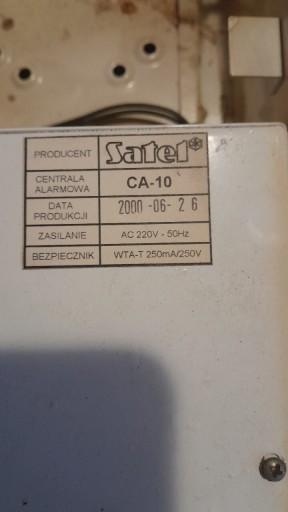 PRODUCENT Satel
CENTRALA ALARMOWA CA-10
DATA PRODUKCJI 2000-06-26
ZASILANIE AC 220V - 50Hz
BEZPIECZNIK WTA-T 250mA/250V